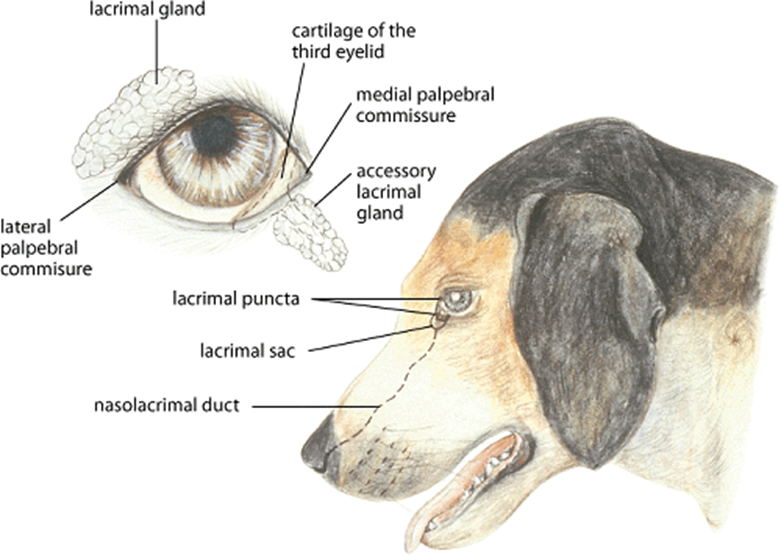 lacrimal gland
cartilage of the
third eyelid
medial palpebral
commissure
accessory
lacrimal
gland
lateral
palpebral
commisure
lacrimal puncta
lacrimal sac
nasolacrimal duct